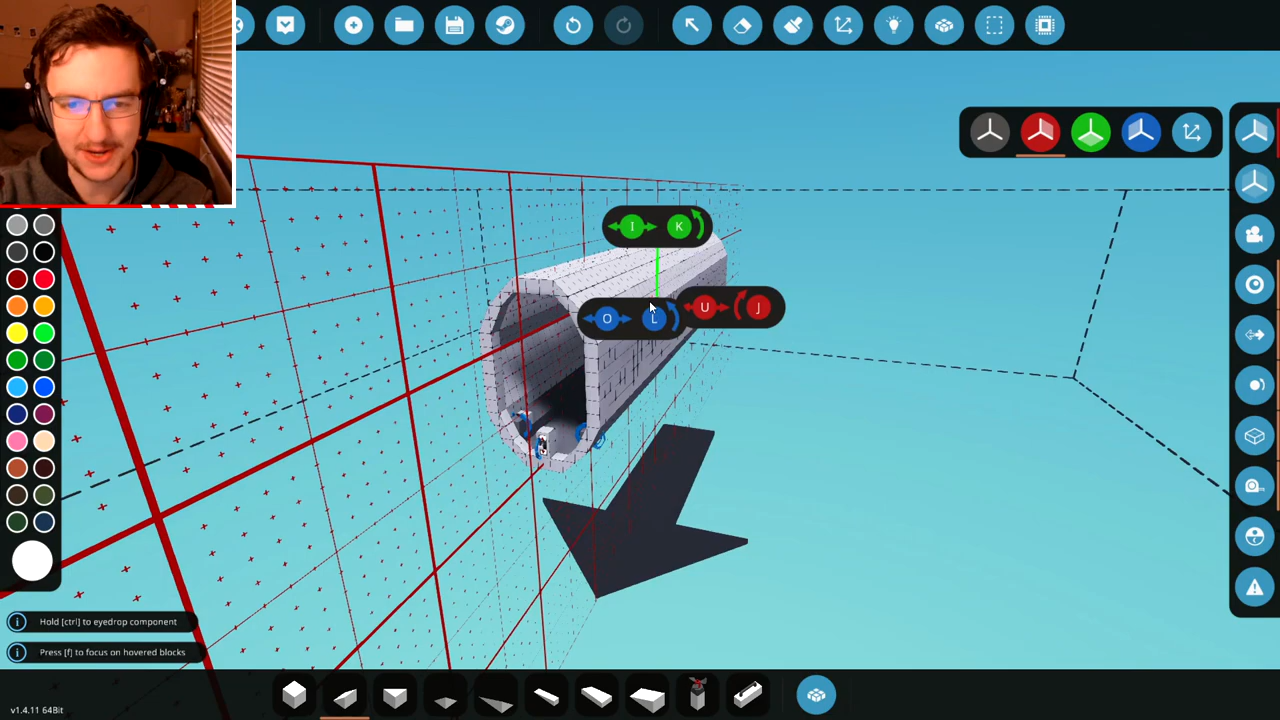 I K
O L U J
Hold [ctrl] to eyedrop component
Press [f] to focus on hovered blocks
v1.4.11 64Bit